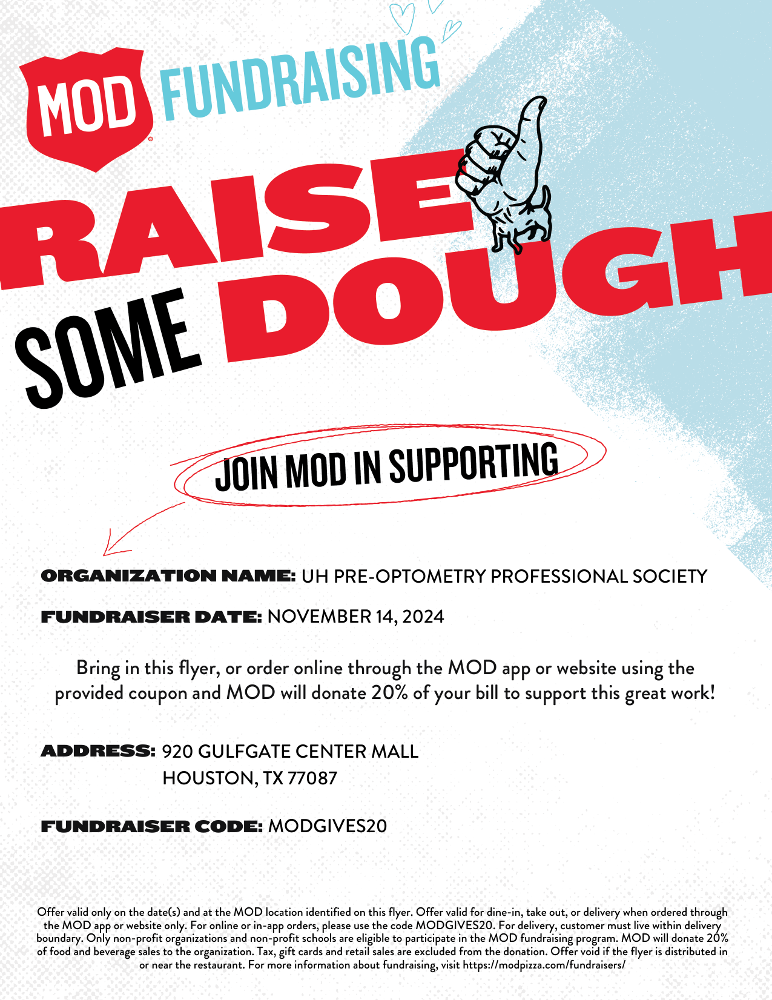 MOD®
FUNDRAISING
RAISE
SOME DOUGH
JOIN MOD IN SUPPORTING
ORGANIZATION NAME: UH PRE-OPTOMETRY PROFESSIONAL SOCIETY
FUNDRAISER DATE: NOVEMBER 14, 2024
Bring in this flyer, or order online through the MOD app or website using the
provided coupon and MOD will donate 20% of your bill to support this great work!
ADDRESS: 920 GULFGATE CENTER MALL
HOUSTON, TX 77087
FUNDRAISER CODE: MODGIVES20
Offer valid only on the date(s) and at the MOD location identified on this flyer. Offer valid for dine-in, take out, or delivery when ordered through
the MOD app or website only. For online or in-app orders, please use the code MODGIVES20. For delivery, customer must live within delivery
boundary. Only non-profit organizations and non-profit schools are eligible to participate in the MOD fundraising program. MOD will donate 20%
of food and beverage sales to the organization. Tax, gift cards and retail sales are excluded from the donation. Offer void if the flyer is distributed in
or near the restaurant. For more information about fundraising, visit https://modpizza.com/fundraisers/